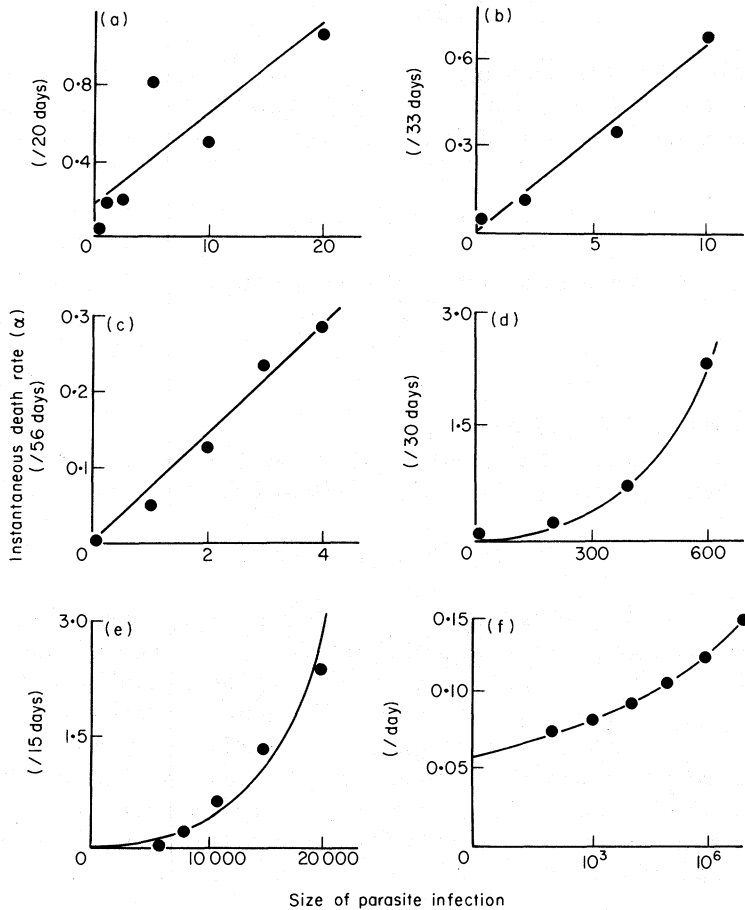 (a)
(/20 days)
0·8
0·4
0
10
20
(b)
(/33 days)
0·6
0·3
0
5
10
Instantaneous death rate (α)
(c)
(/56 days)
0·3
0·2
0·1
0
2
4
(d)
(/30 days)
3·0
1·5
0
300
600
(e)
(/15 days)
3·0
1·5
0
10 000
20 000
(f)
(/day)
0·15
0·10
0·05
0
10³
10⁶
Size of parasite infection